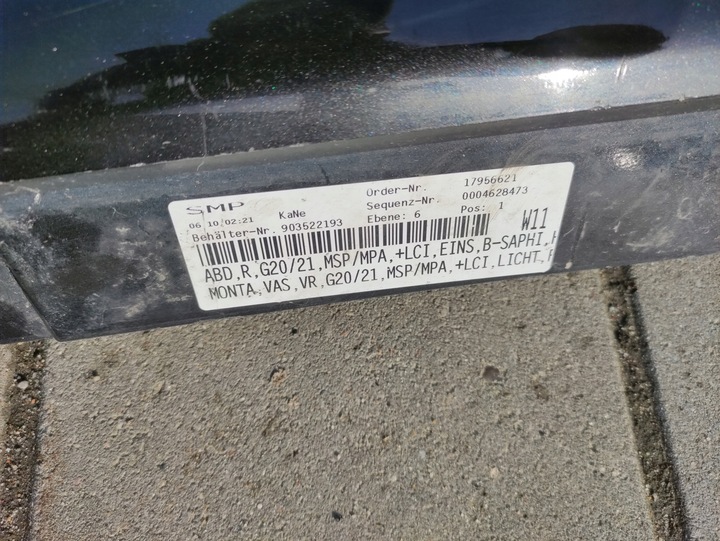 SMP
06.10/02:21 KaNe Order-Nr. 17956621
Sequenz-Nr. 0004628473
Behälter-Nr. 903522193 Ebene: 6 Pos: 1
W11
ABD,R,G20/21,MSP/MPA,+LCI,EINS,B-SAPHI,
MONTA,VAS,VR,G20/21,MSP/MPA,+LCI,LICHT,